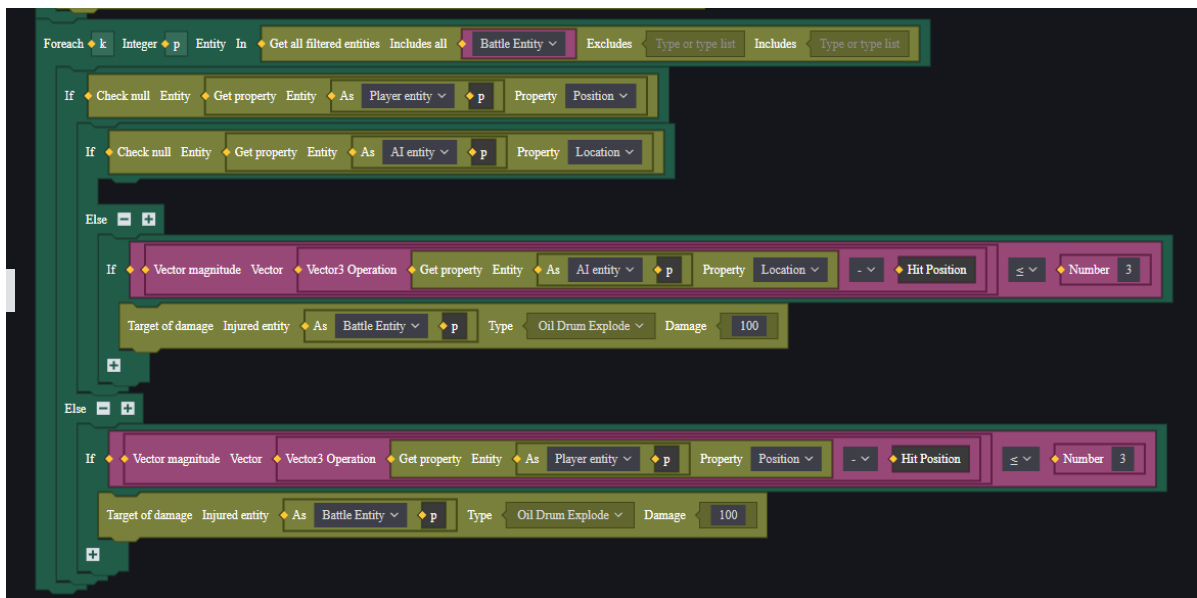 Foreach k Integer p Entity In Get all filtered entities Includes all Battle Entity Excludes Type or type list Includes Type or type list
If Check null Entity Get property Entity As Player entity p Property Position
If Check null Entity Get property Entity As AI entity p Property Location
Else
If Vector magnitude Vector Vector3 Operation Get property Entity As AI entity p Property Location - Hit Position ≤ Number 3
Target of damage Injured entity As Battle Entity p Type Oil Drum Explode Damage 100
Else
If Vector magnitude Vector Vector3 Operation Get property Entity As Player entity p Property Position - Hit Position ≤ Number 3
Target of damage Injured entity As Battle Entity p Type Oil Drum Explode Damage 100